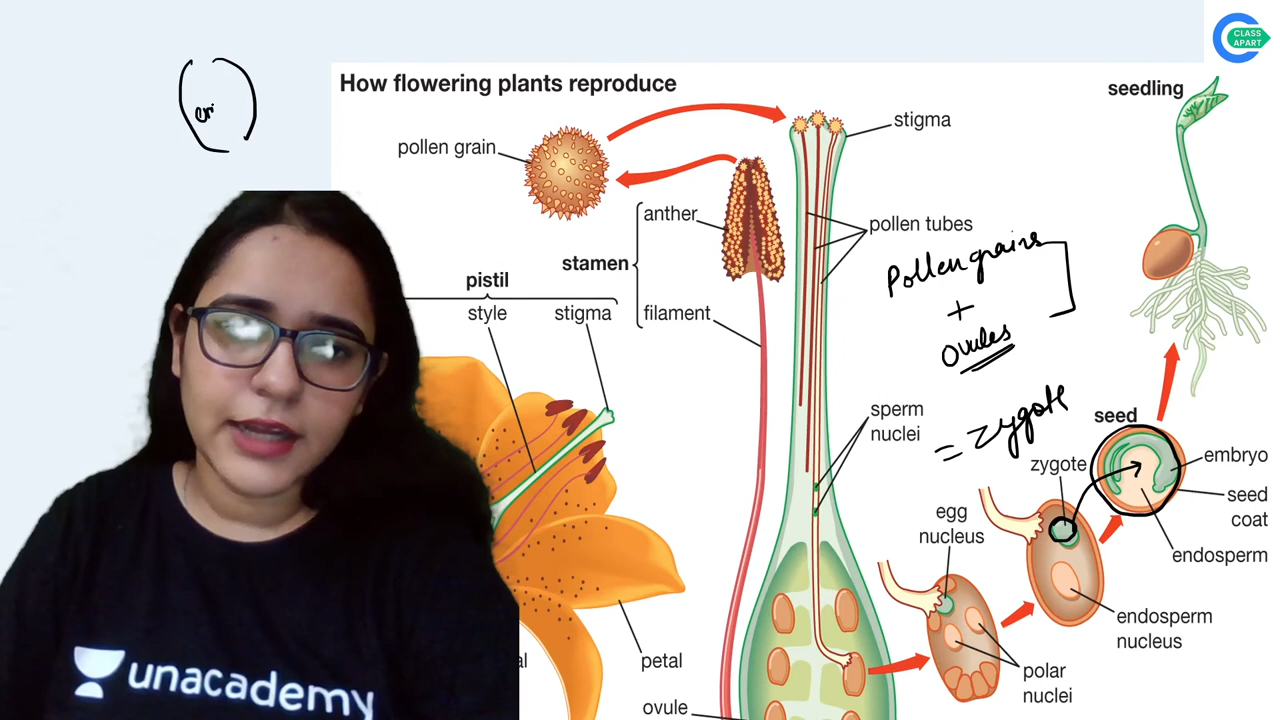 CLASS
APART
How flowering plants reproduce
seedling
pollen grain
stigma
anther
pollen tubes
stamen
Pollen grains
+
Ovules
pistil
style
stigma
filament
= zygote
sperm
nuclei
seed
zygote
embryo
seed
coat
egg
nucleus
endosperm
endosperm
nucleus
polar
nuclei
al
petal
ovule
unacademy